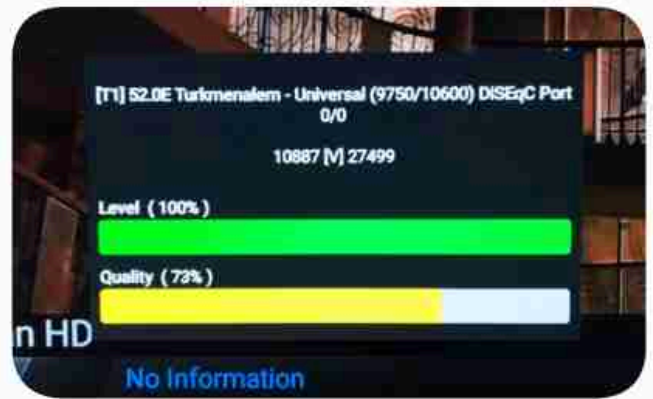 [T1] 52.0E Turkmenalem - Universal (9750/10600) DiSEqC Port
0/0
10887 [V] 27499
Level ( 100% )
Quality ( 73% )
n HD
No Information